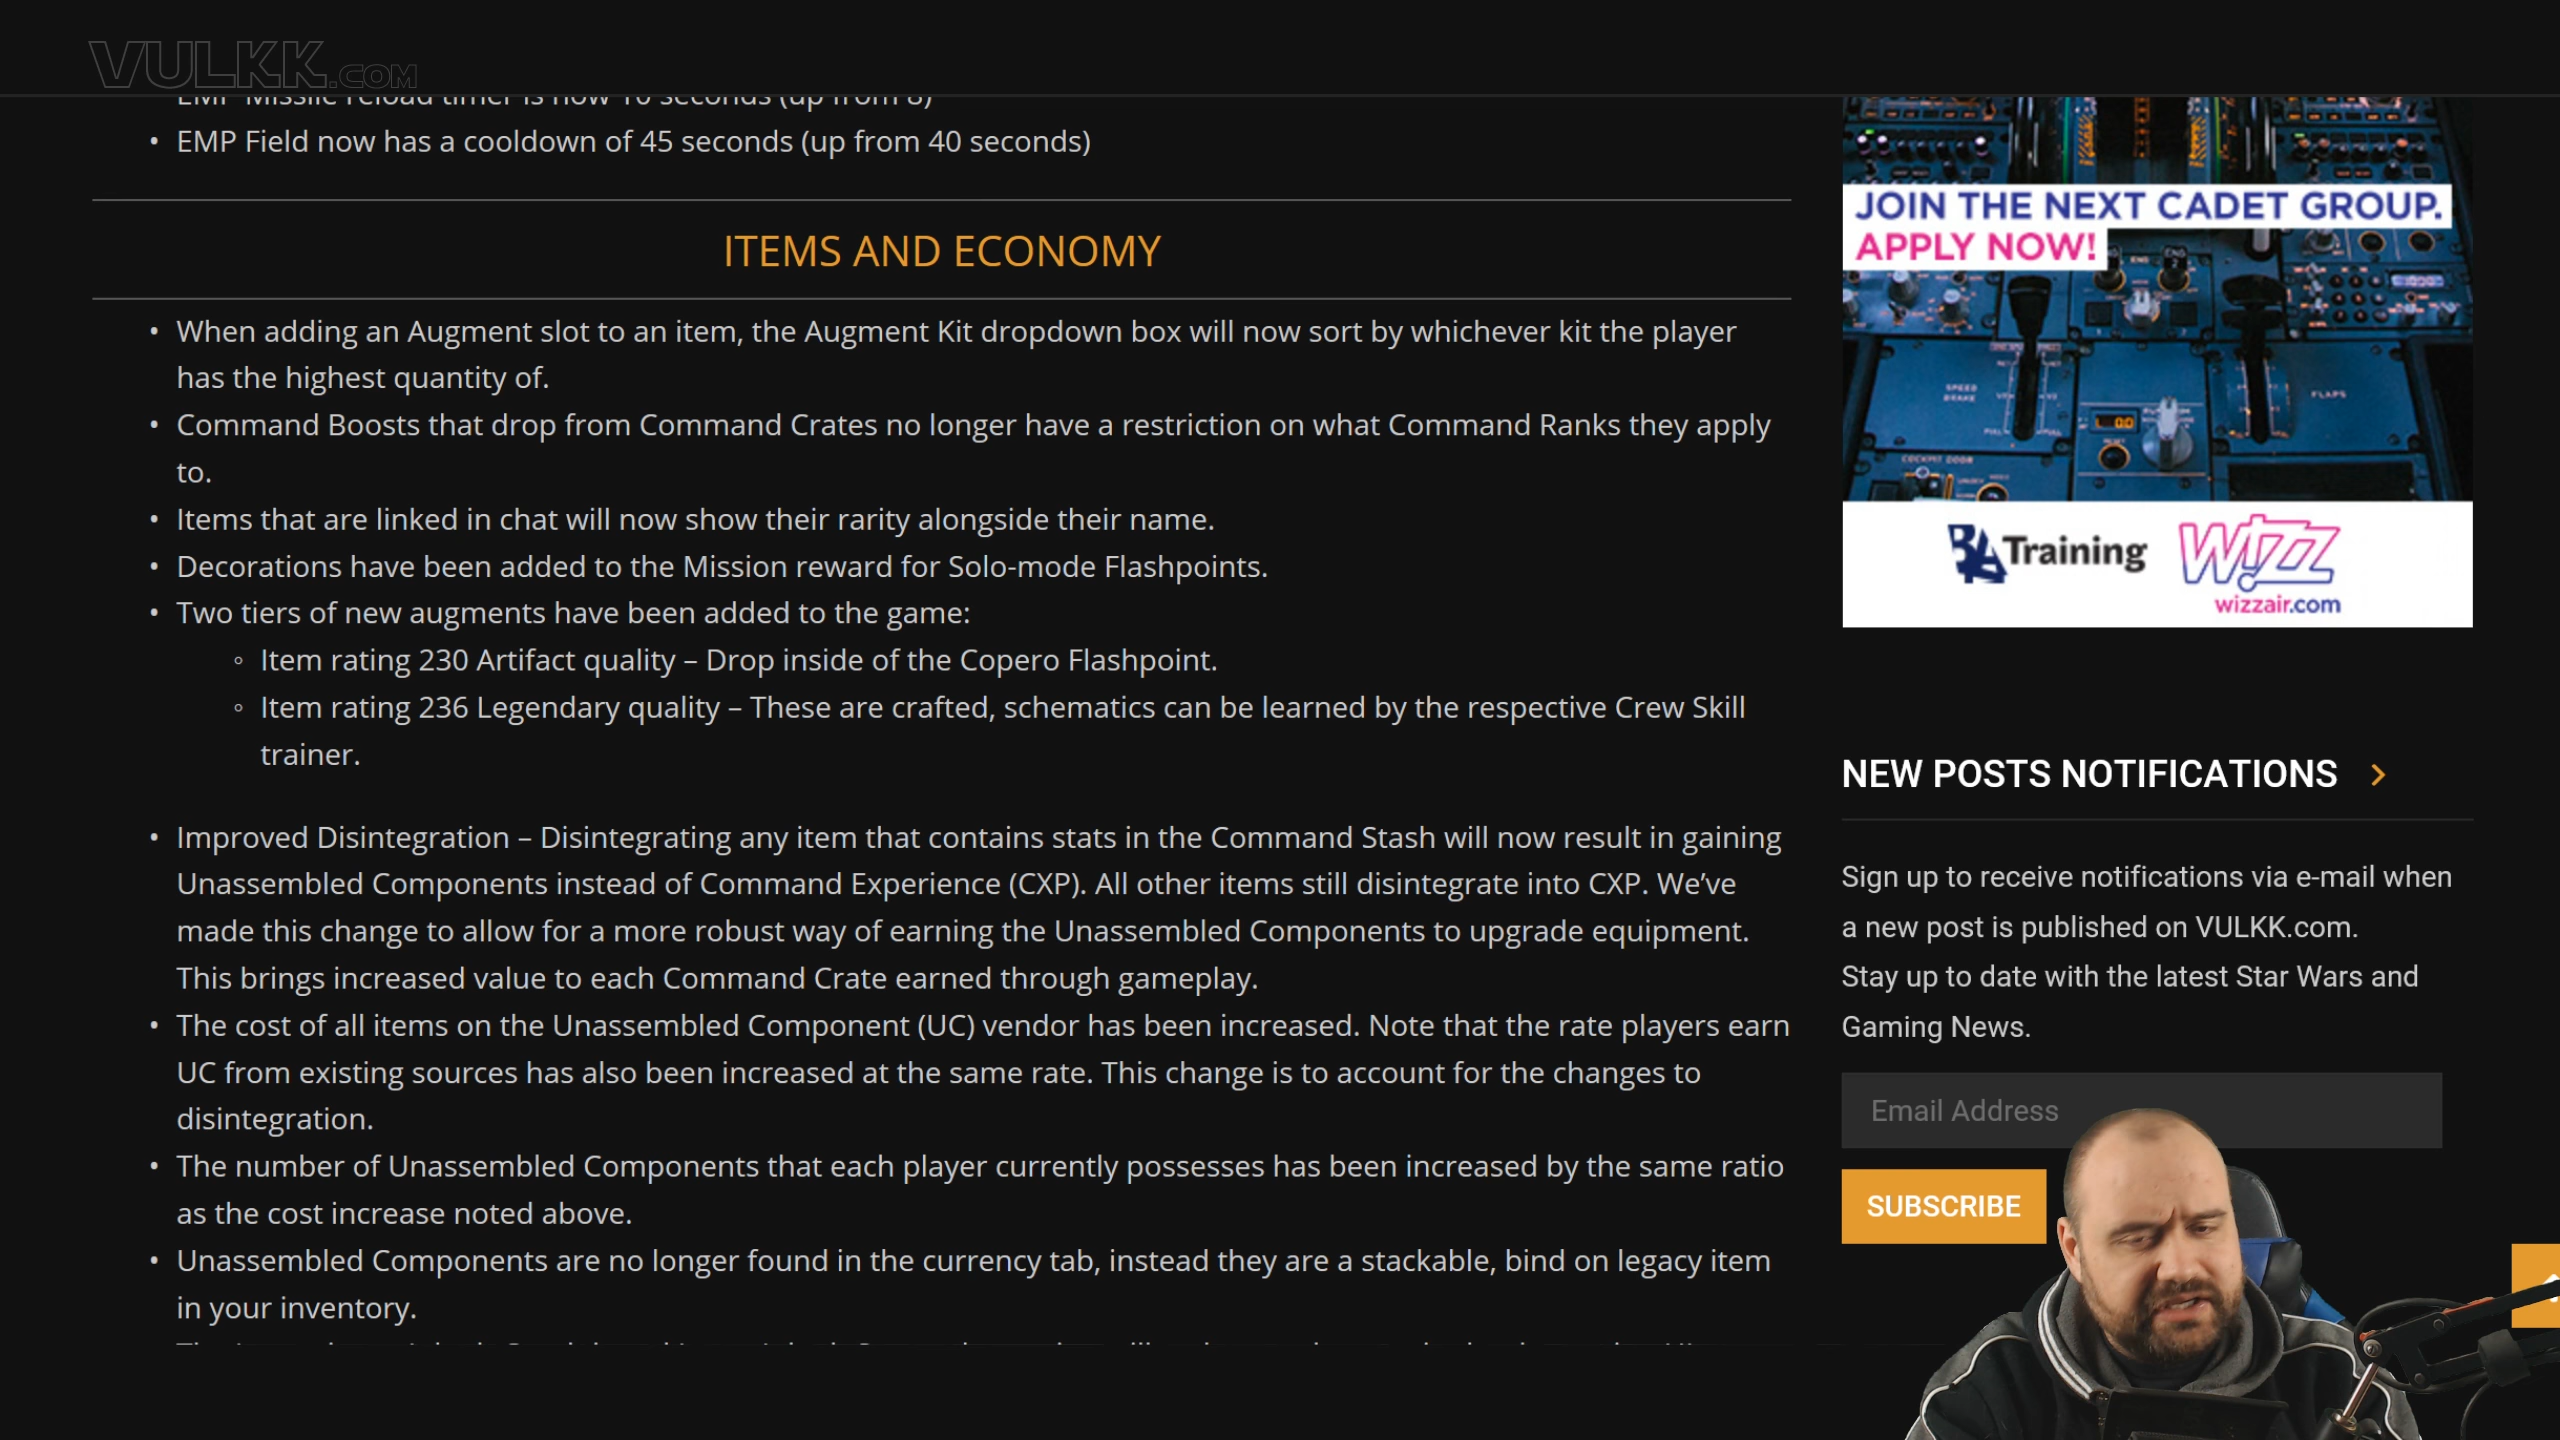 VULKK.COM
EMP Missile reload timer is now 10 seconds (up from 8)
• EMP Field now has a cooldown of 45 seconds (up from 40 seconds)
ITEMS AND ECONOMY
• When adding an Augment slot to an item, the Augment Kit dropdown box will now sort by whichever kit the player
has the highest quantity of.
• Command Boosts that drop from Command Crates no longer have a restriction on what Command Ranks they apply
to.
• Items that are linked in chat will now show their rarity alongside their name.
• Decorations have been added to the Mission reward for Solo-mode Flashpoints.
• Two tiers of new augments have been added to the game:
◦ Item rating 230 Artifact quality – Drop inside of the Copero Flashpoint.
◦ Item rating 236 Legendary quality – These are crafted, schematics can be learned by the respective Crew Skill
trainer.
• Improved Disintegration – Disintegrating any item that contains stats in the Command Stash will now result in gaining
Unassembled Components instead of Command Experience (CXP). All other items still disintegrate into CXP. We’ve
made this change to allow for a more robust way of earning the Unassembled Components to upgrade equipment.
This brings increased value to each Command Crate earned through gameplay.
• The cost of all items on the Unassembled Component (UC) vendor has been increased. Note that the rate players earn
UC from existing sources has also been increased at the same rate. This change is to account for the changes to
disintegration.
• The number of Unassembled Components that each player currently possesses has been increased by the same ratio
as the cost increase noted above.
• Unassembled Components are no longer found in the currency tab, instead they are a stackable, bind on legacy item
in your inventory.
JOIN THE NEXT CADET GROUP.
APPLY NOW!
SPEED
BRAKE
FLAPS
COCKPIT DOOR
BAA Training
Wizz
wizzair.com
NEW POSTS NOTIFICATIONS
Sign up to receive notifications via e-mail when
a new post is published on VULKK.com.
Stay up to date with the latest Star Wars and
Gaming News.
Email Address
SUBSCRIBE